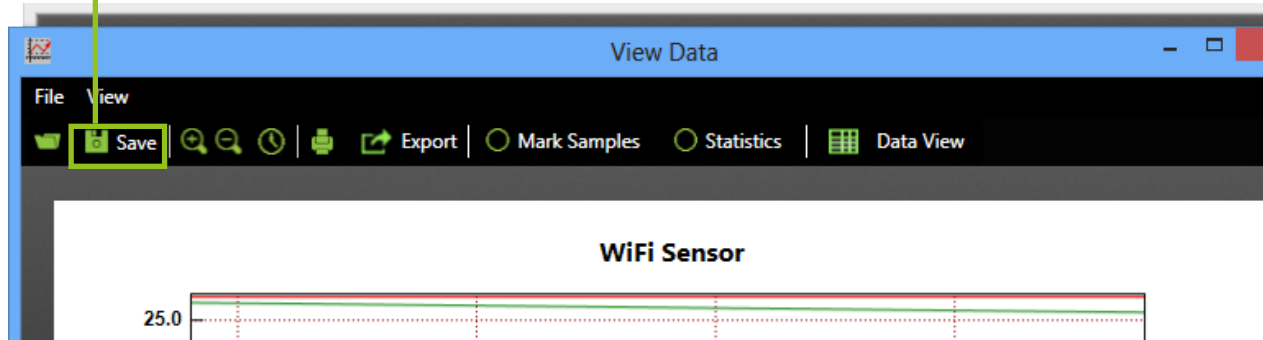 View Data
File View
Save Export Mark Samples Statistics Data View
WiFi Sensor
25.0